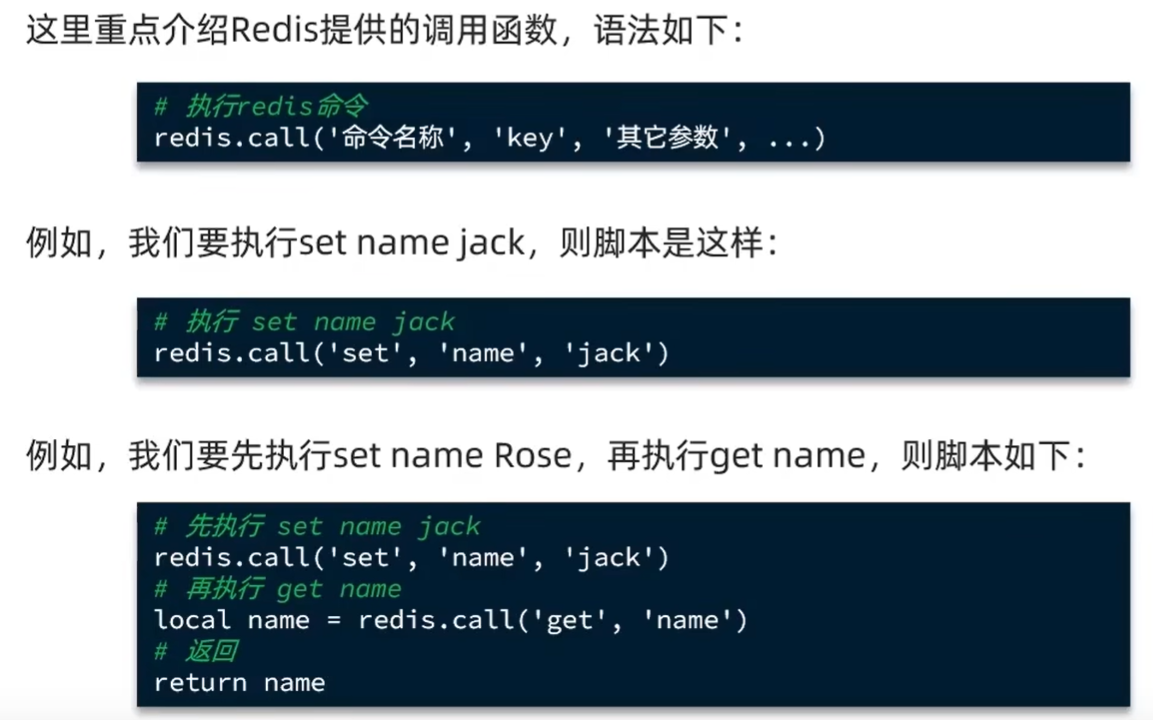 这里重点介绍Redis提供的调用函数，语法如下：
# 执行redis命令
redis.call('命令名称', 'key', '其它参数', ...)
例如，我们要执行set name jack，则脚本是这样：
# 执行 set name jack
redis.call('set', 'name', 'jack')
例如，我们要先执行set name Rose，再执行get name，则脚本如下：
# 先执行 set name jack
redis.call('set', 'name', 'jack')
# 再执行 get name
local name = redis.call('get', 'name')
# 返回
return name